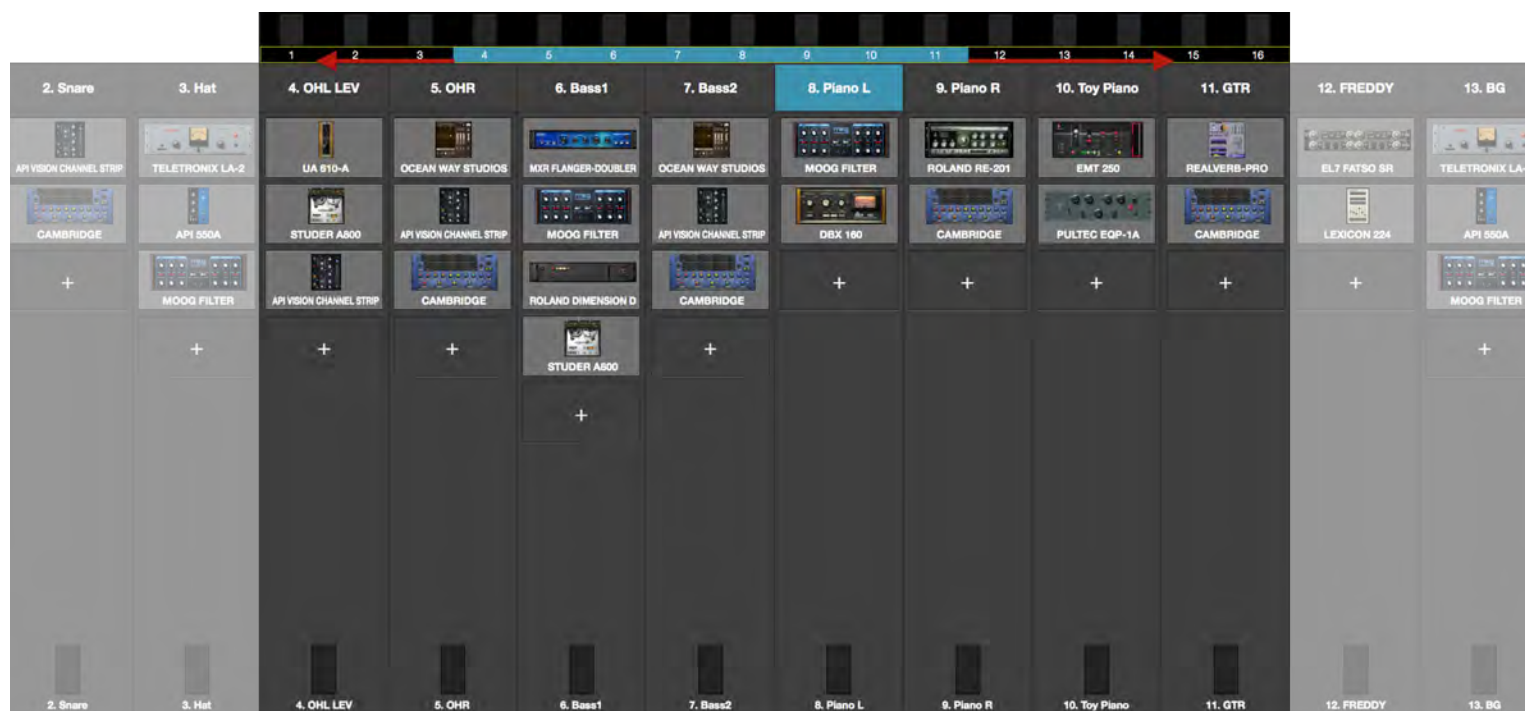 1 2 3 4 5 6 7 8 9 10 11 12 13 14 15 16
2. Snare 3. Hat 4. OHL LEV 5. OHR 6. Bass1 7. Bass2 8. Piano L 9. Piano R 10. Toy Piano 11. GTR 12. FREDDY 13. BG
API VISION CHANNEL STRIP TELETRONIX LA-2 UA 610-A OCEAN WAY STUDIOS MXR FLANGER-DOUBLER OCEAN WAY STUDIOS MOOG FILTER ROLAND RE-201 EMT 250 REALVERB-PRO EL7 FATSO SR TELETRONIX LA-
CAMBRIDGE API 550A STUDER A800 API VISION CHANNEL STRIP MOOG FILTER API VISION CHANNEL STRIP DBX 160 CAMBRIDGE PULTEC EQP-1A CAMBRIDGE LEXICON 224 API 550A
+ MOOG FILTER API VISION CHANNEL STRIP CAMBRIDGE ROLAND DIMENSION D CAMBRIDGE + + + + + MOOG FILTER
+ + + STUDER A800 + +
+
2. Snare 3. Hat 4. OHL LEV 5. OHR 6. Bass1 7. Bass2 8. Piano L 9. Piano R 10. Toy Piano 11. GTR 12. FREDDY 13. BG